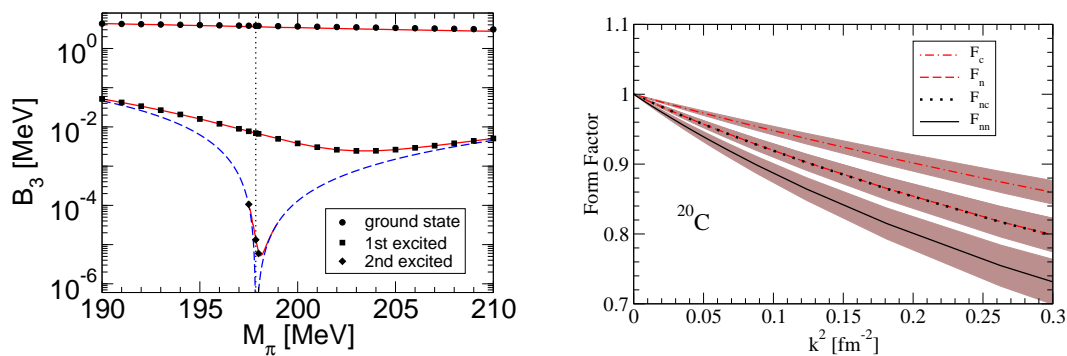 10^0
10^-2
10^-4
10^-6
B_3 [MeV]
190 195 200 205 210
M_π [MeV]
ground state
1st excited
2nd excited
1.1
1
0.9
0.8
0.7
Form Factor
F_c
F_n
F_nc
F_nn
^20C
0 0.05 0.1 0.15 0.2 0.25 0.3
k^2 [fm^-2]